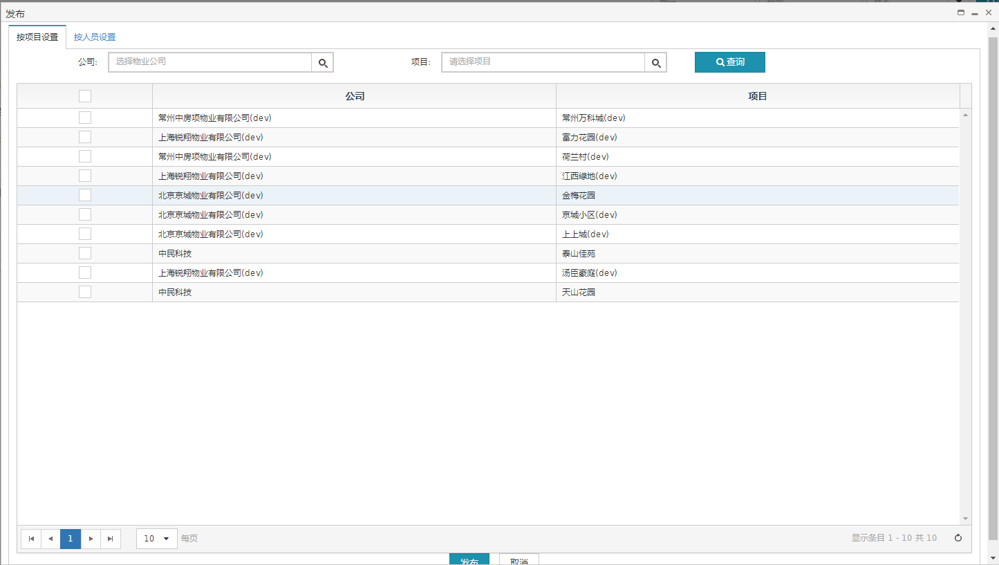 发布
按项目设置 按人员设置
公司: 选择物业公司 项目: 请选择项目 查询
公司 项目
常州中房项物业有限公司(dev) 常州万科城(dev)
上海锐翔物业有限公司(dev) 富力花园(dev)
常州中房项物业有限公司(dev) 荷兰村(dev)
上海锐翔物业有限公司(dev) 江西绿地(dev)
北京京城物业有限公司(dev) 金梅花园
北京京城物业有限公司(dev) 京城小区(dev)
北京京城物业有限公司(dev) 上上城(dev)
中民科技 泰山佳苑
上海锐翔物业有限公司(dev) 汤臣豪庭(dev)
中民科技 天山花园
1 10 每页 显示条目 1 - 10 共 10
发布 取消